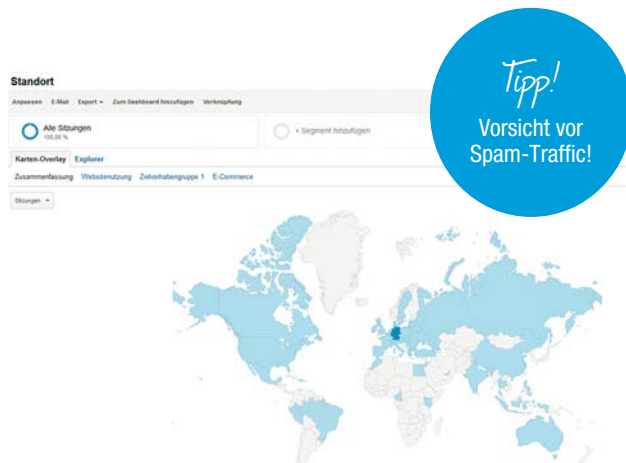 Tipp!
Vorsicht vor
Spam-Traffic!
Standort
Anpassen E-Mail Export Zum Dashboard hinzufügen Verknüpfung
Alle Sitzungen
100,00 %
+ Segment hinzufügen
Karten-Overlay Explorer
Zusammenfassung Websitenutzung Zielvorhabengruppe 1 E-Commerce
Sitzungen